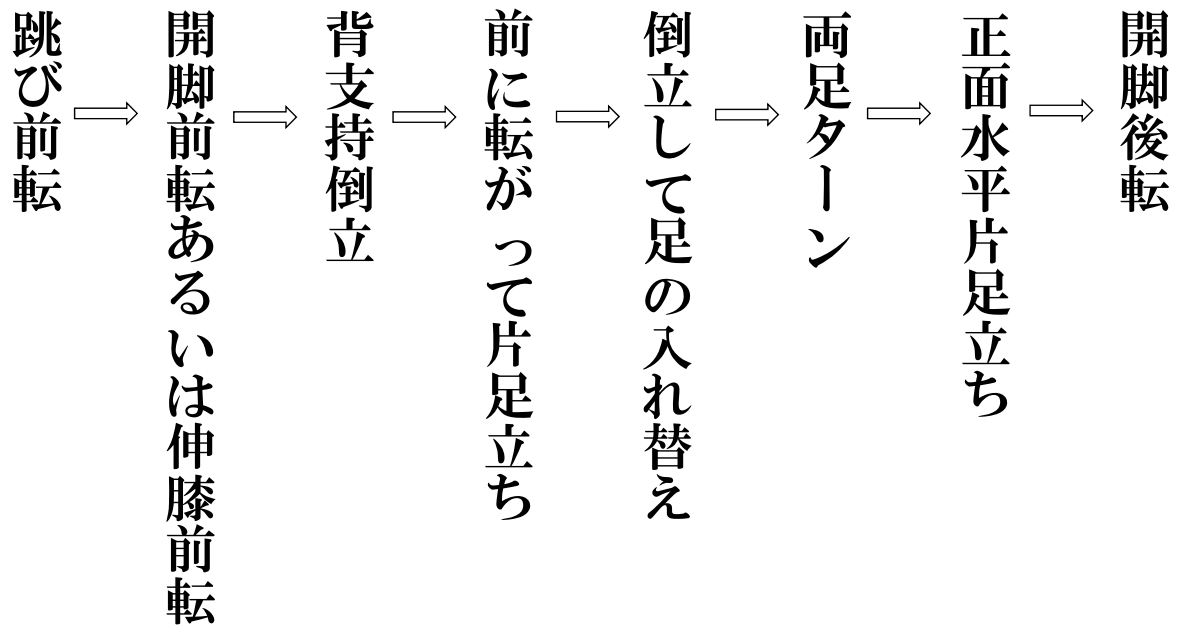 跳び前転
開脚前転あるいは伸膝前転
背支持倒立
前に転がって片足立ち
倒立して足の入れ替え
両足ターン
正面水平片足立ち
開脚後転